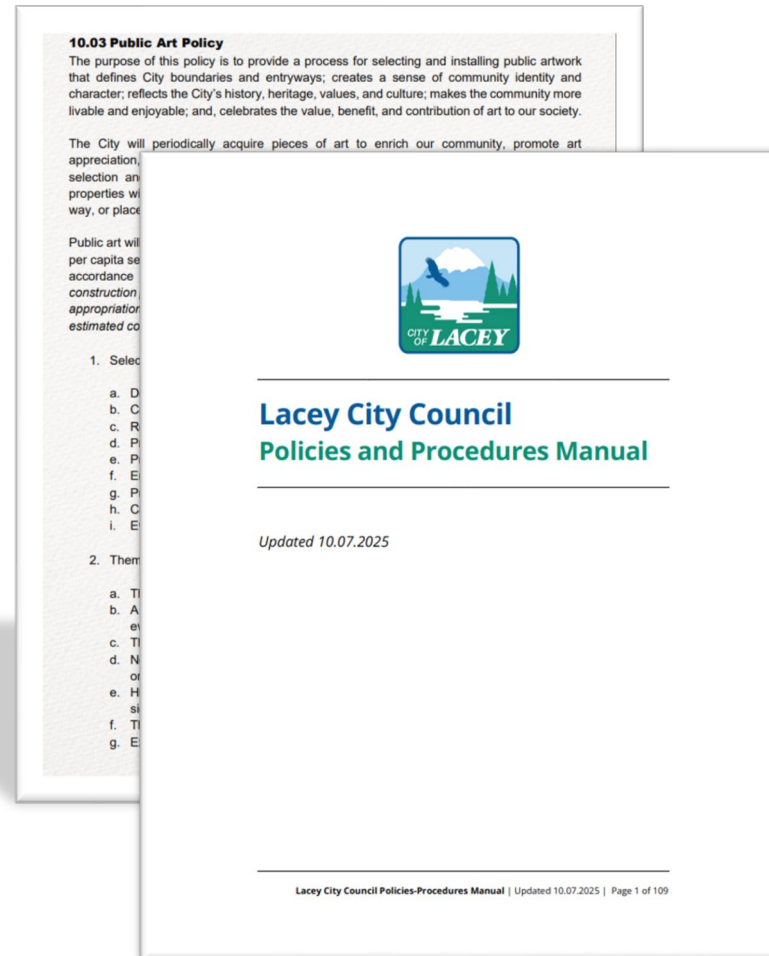 10.03 Public Art Policy
The purpose of this policy is to provide a process for selecting and installing public artwork
that defines City boundaries and entryways; creates a sense of community identity and
character; reflects the City's history, heritage, values, and culture; makes the community more
livable and enjoyable; and, celebrates the value, benefit, and contribution of art to our society.
The City will periodically acquire pieces of art to enrich our community, promote art
appreciation,
selection an
properties wi
way, or place
Public art wil
per capita se
accordance
construction
appropriation
estimated co
1. Selec
a. D
b. C
c. R
d. P
e. P
f. E
g. P
h. C
i. E
2. Them
a. Th
b. A
ev
c. Th
d. N
or
e. H
si
f. Th
g. E
CITY
OF LACEY
Lacey City Council
Policies and Procedures Manual
Updated 10.07.2025
Lacey City Council Policies-Procedures Manual | Updated 10.07.2025 | Page 1 of 109